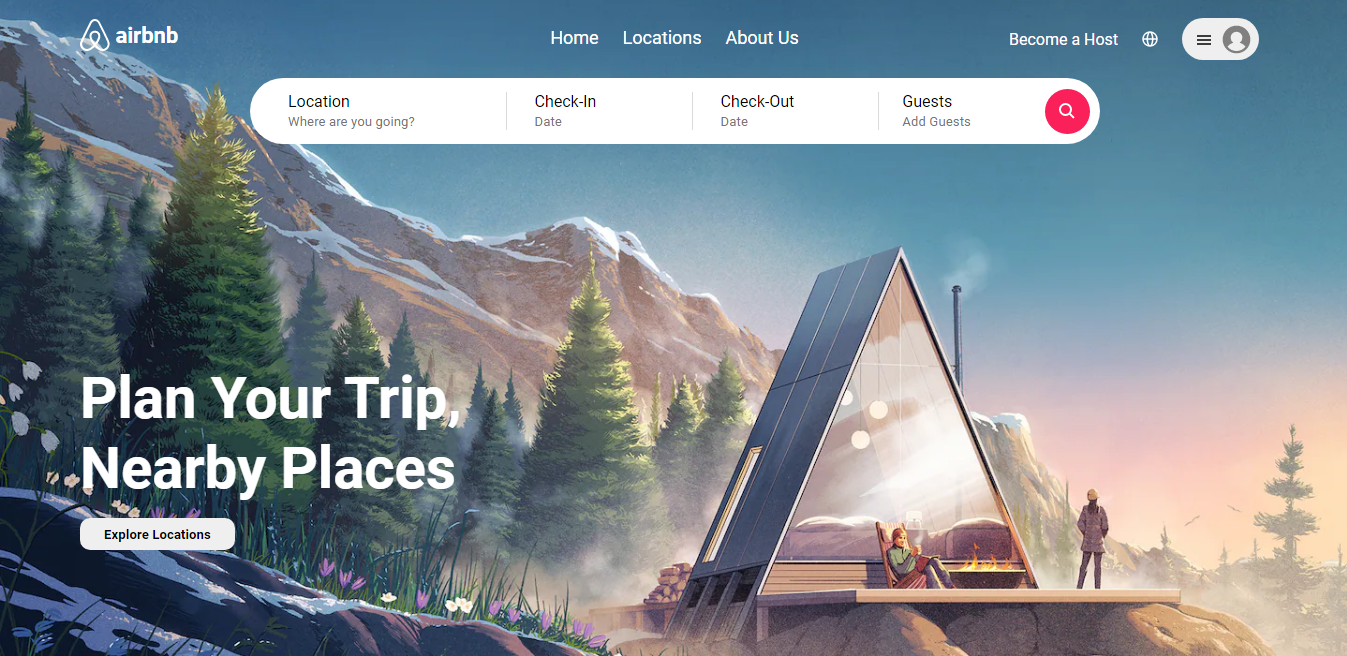 airbnb
Home Locations About Us
Become a Host
Location Check-In Check-Out Guests
Where are you going? Date Date Add Guests
Plan Your Trip,
Nearby Places
Explore Locations